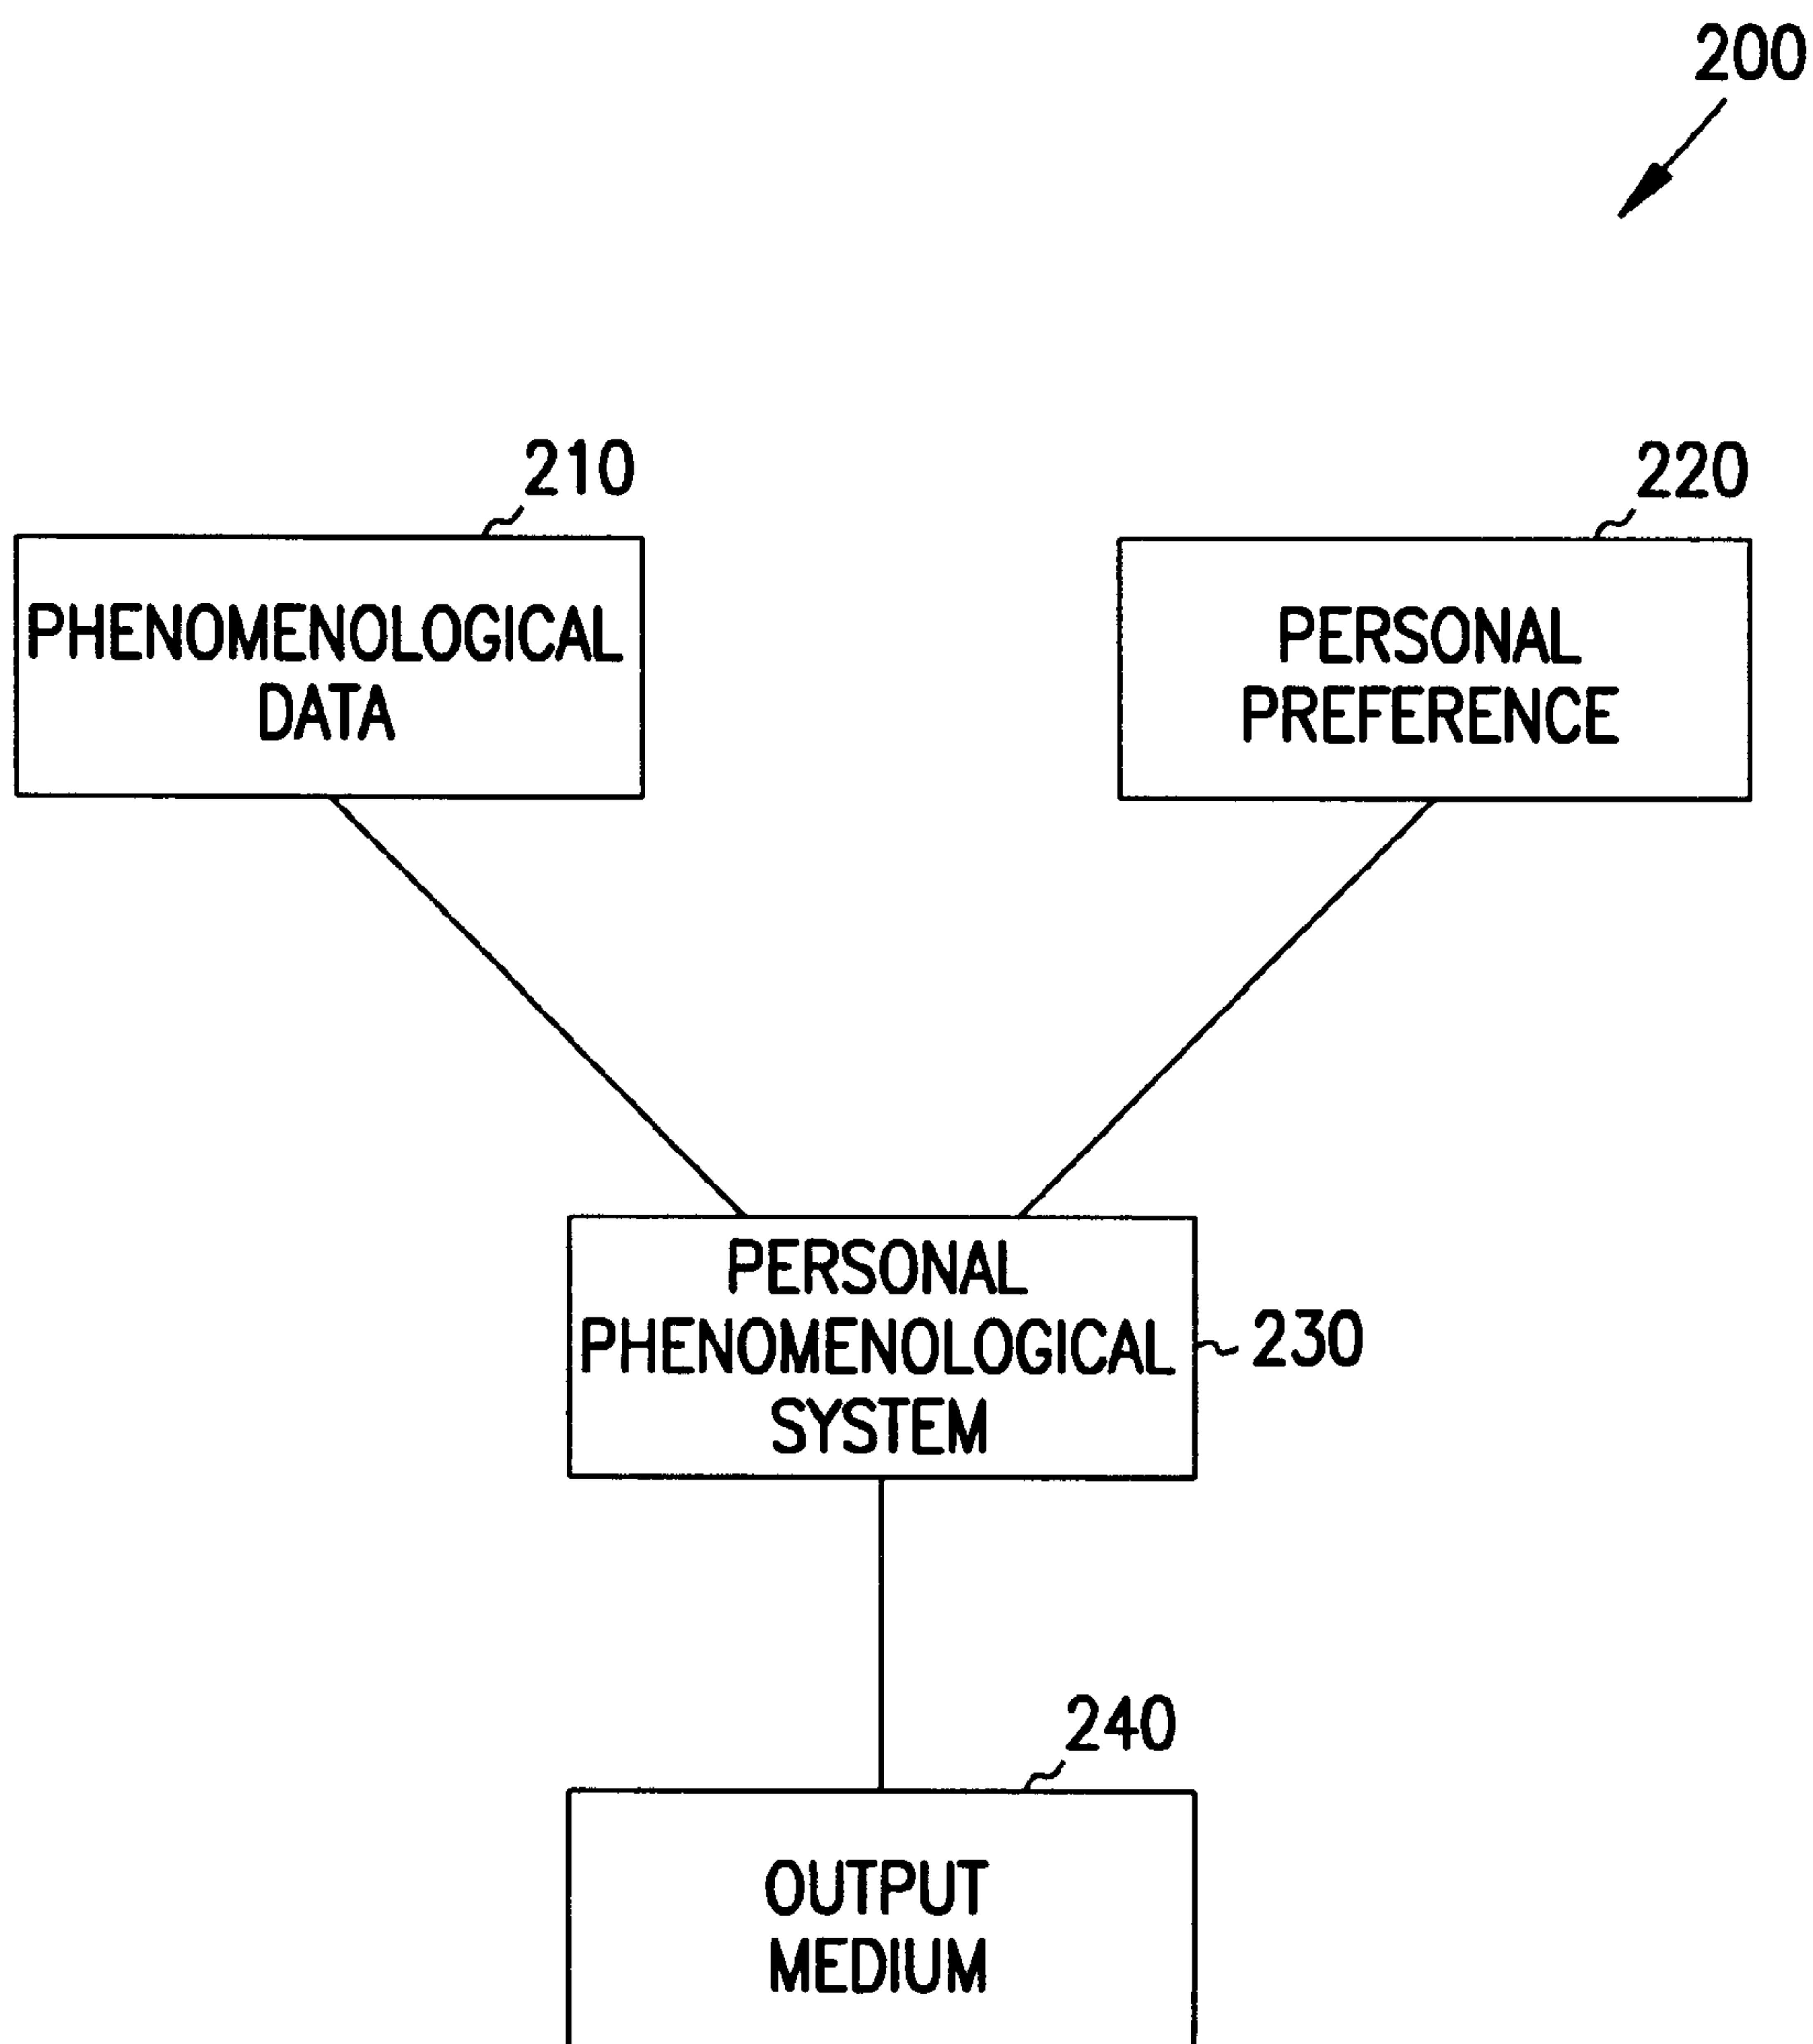 200
210
220
PHENOMENOLOGICAL
DATA
PERSONAL
PREFERENCE
PERSONAL
PHENOMENOLOGICAL
SYSTEM
230
240
OUTPUT
MEDIUM